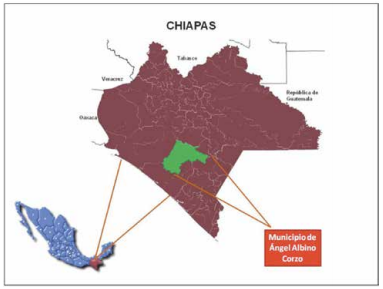 CHIAPAS
Tabasco
Veracruz
República de
Guatemala
Oaxaca
Municipio de
Ángel Albino
Corzo